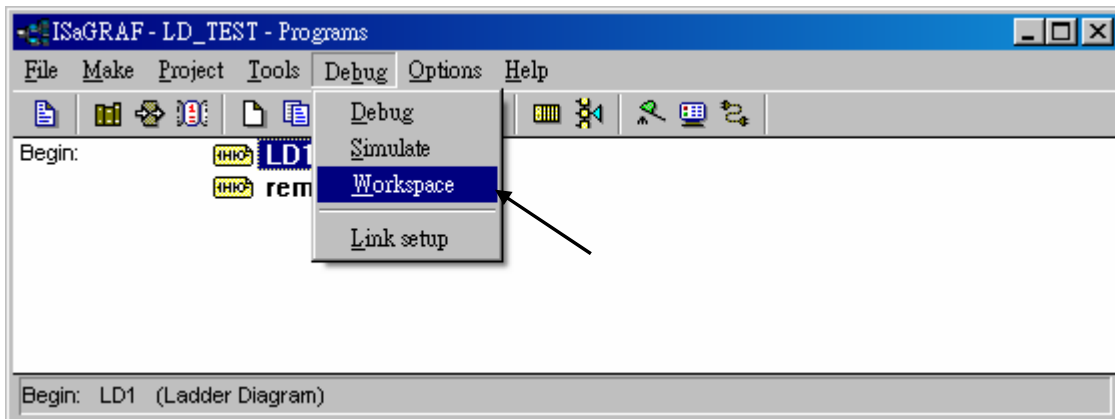 ISaGRAF - LD_TEST - Programs
File Make Project Tools Debug Options Help
Debug
Simulate
Workspace
Link setup
Begin: LD1
rem
Begin: LD1 (Ladder Diagram)